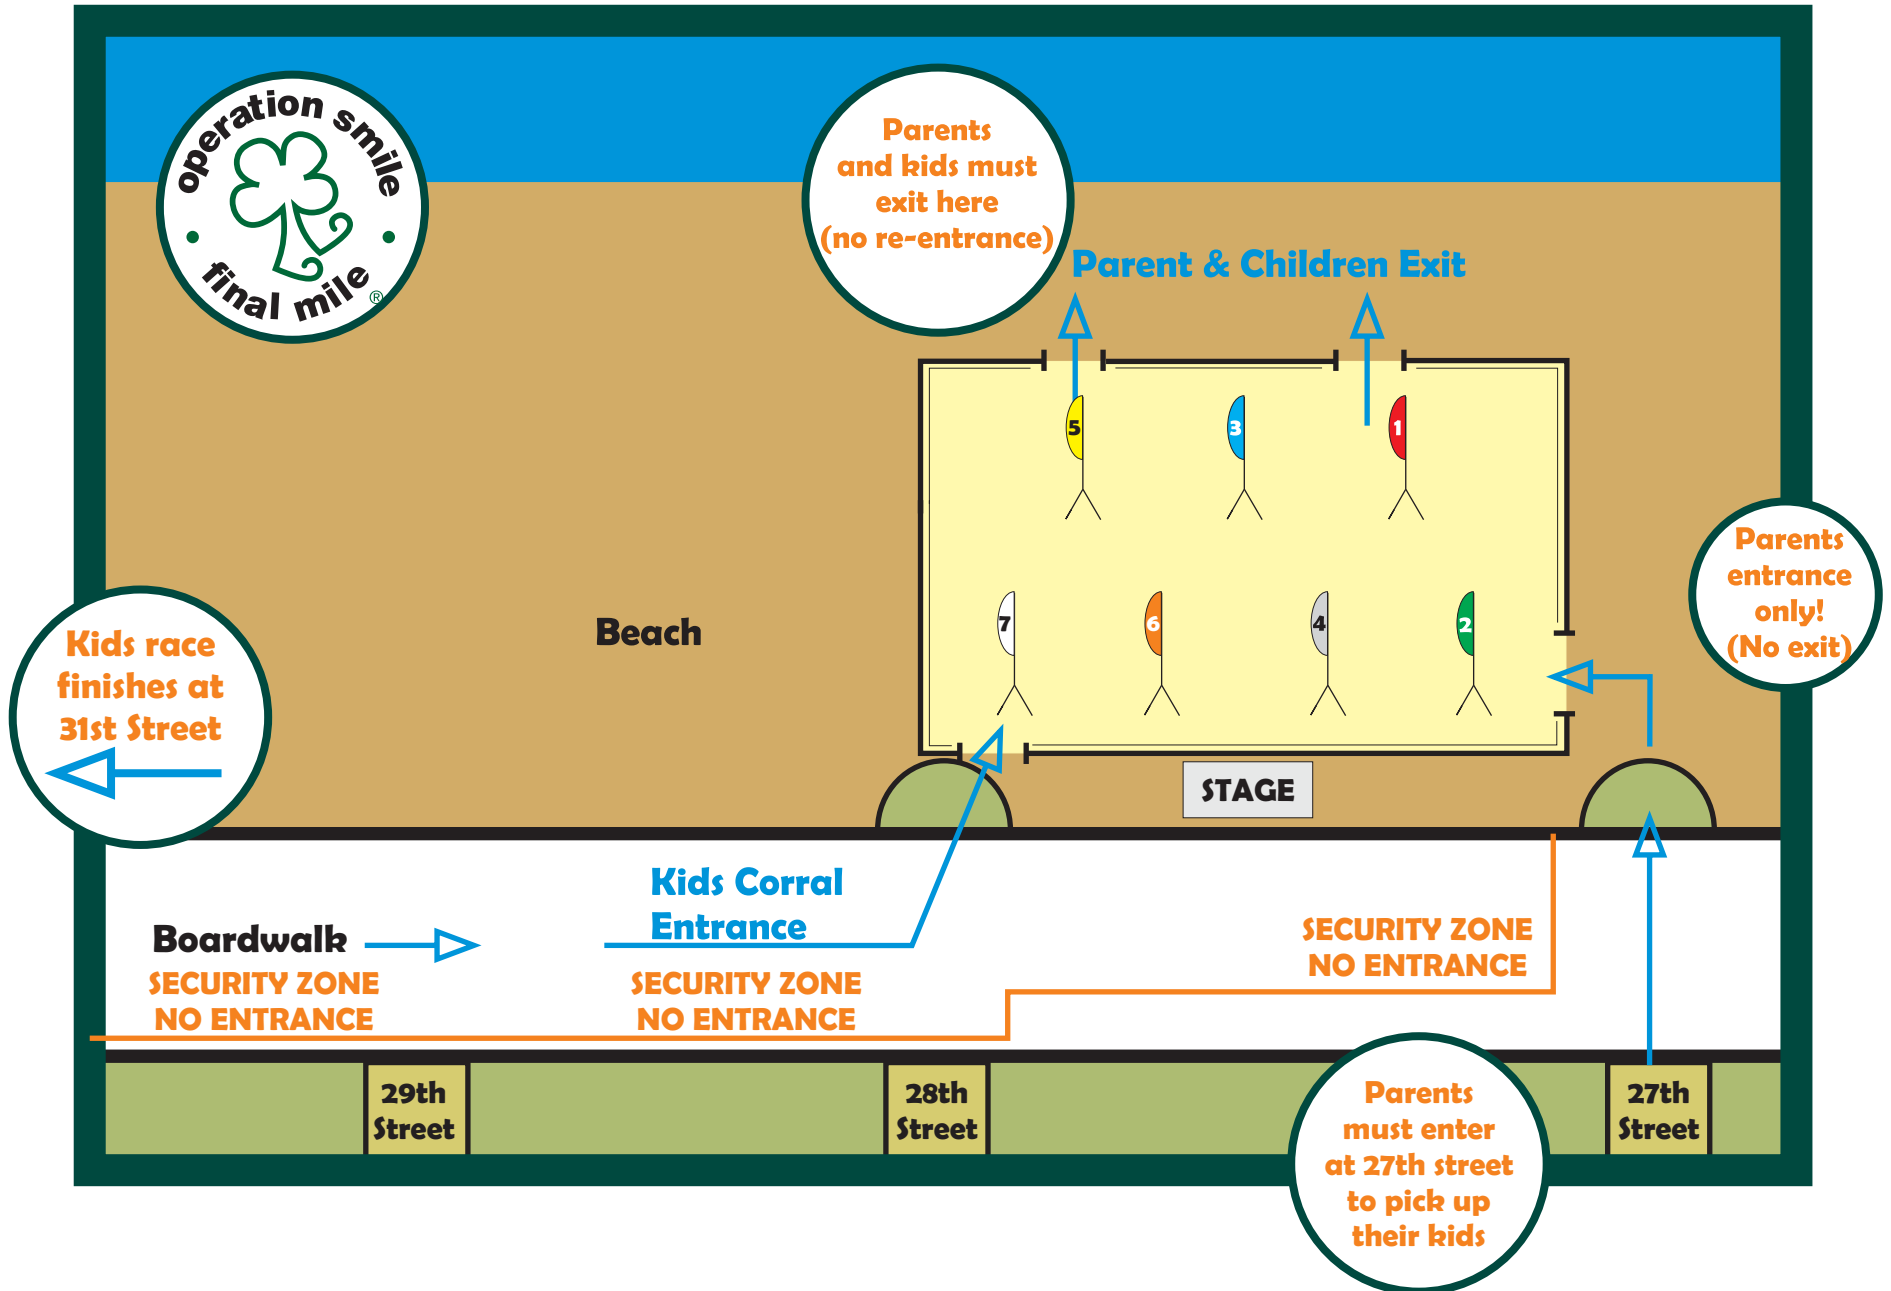 operation smile
final mile®
Parents
and kids must
exit here
(no re-entrance)
Parent & Children Exit
5
3
1
7
6
4
2
Parents
entrance
only!
(No exit)
Beach
Kids race
finishes at
31st Street
STAGE
Kids Corral
Entrance
Boardwalk
SECURITY ZONE
NO ENTRANCE
SECURITY ZONE
NO ENTRANCE
SECURITY ZONE
NO ENTRANCE
29th
Street
28th
Street
27th
Street
Parents
must enter
at 27th street
to pick up
their kids